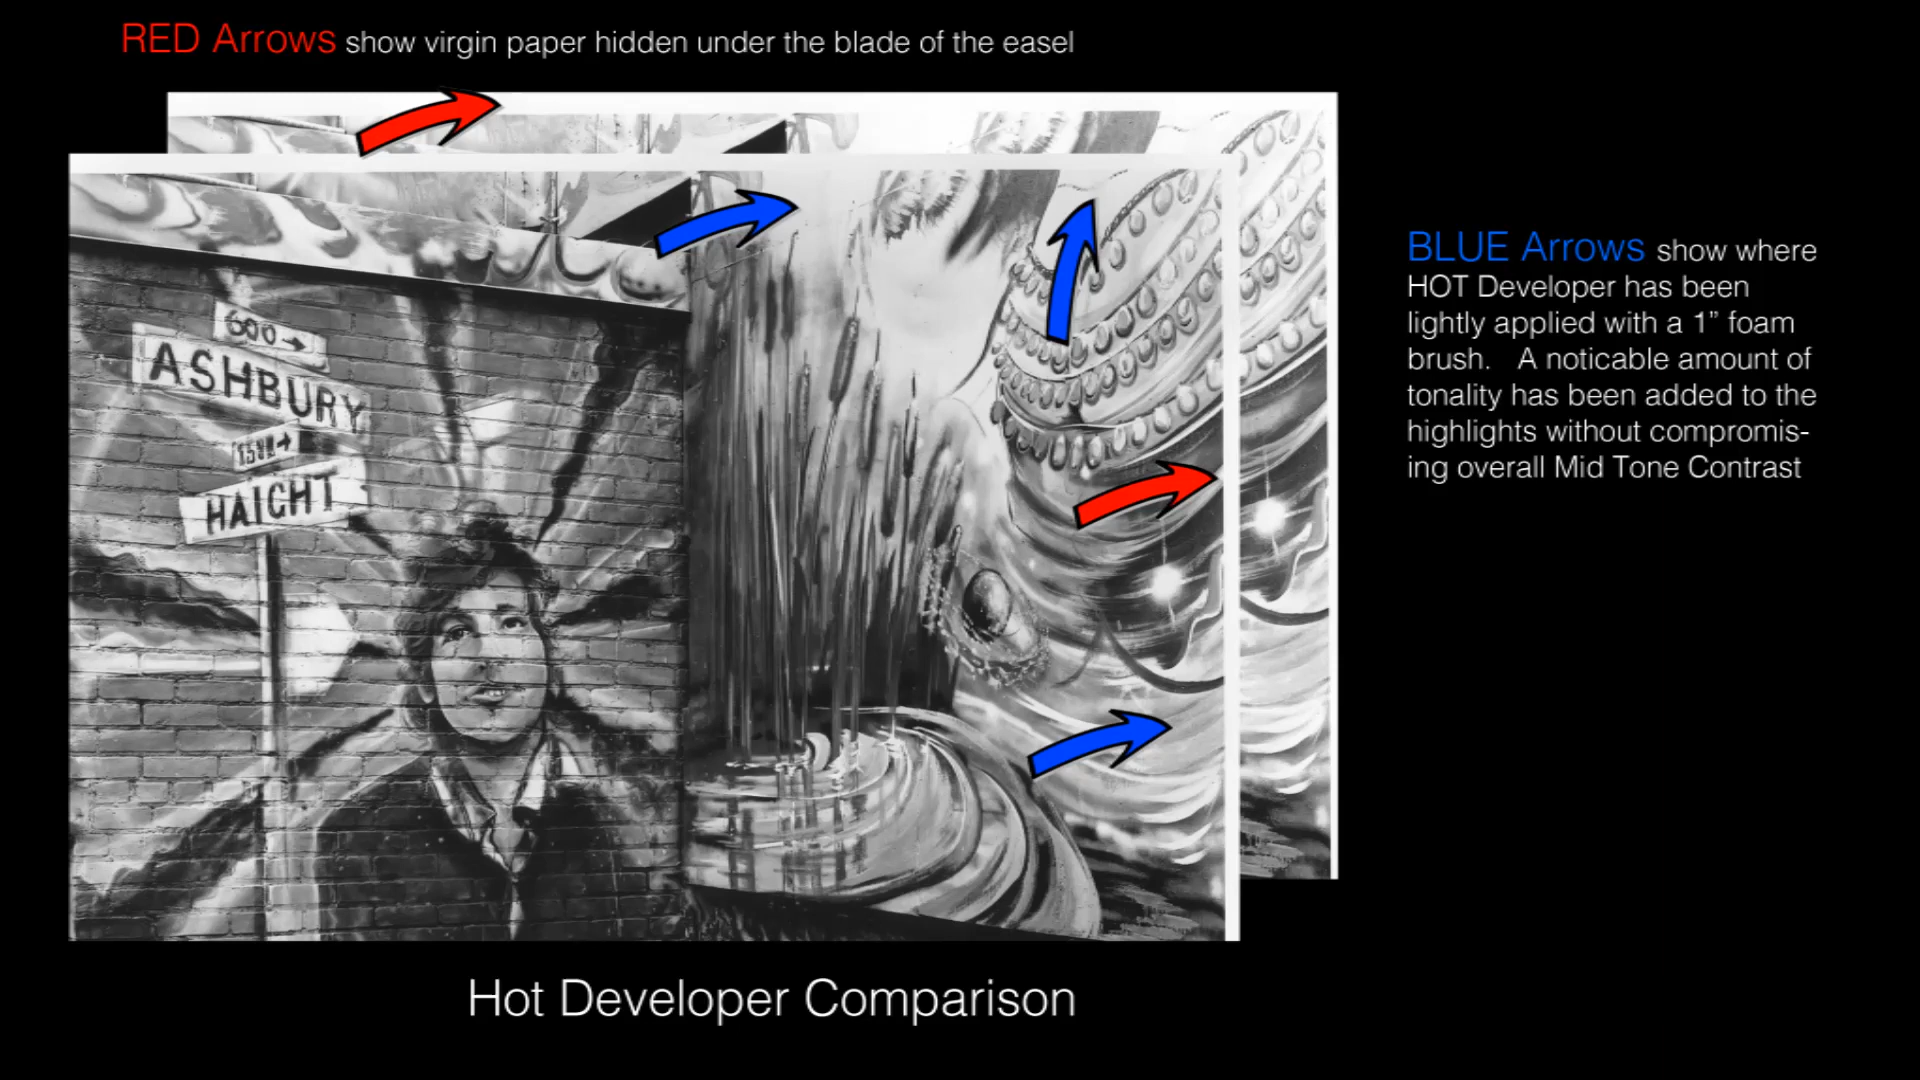 RED Arrows show virgin paper hidden under the blade of the easel
BLUE Arrows show where
HOT Developer has been
lightly applied with a 1” foam
brush. A noticable amount of
tonality has been added to the
highlights without compromis-
ing overall Mid Tone Contrast
600→
ASHBURY
HAIGHT
Hot Developer Comparison